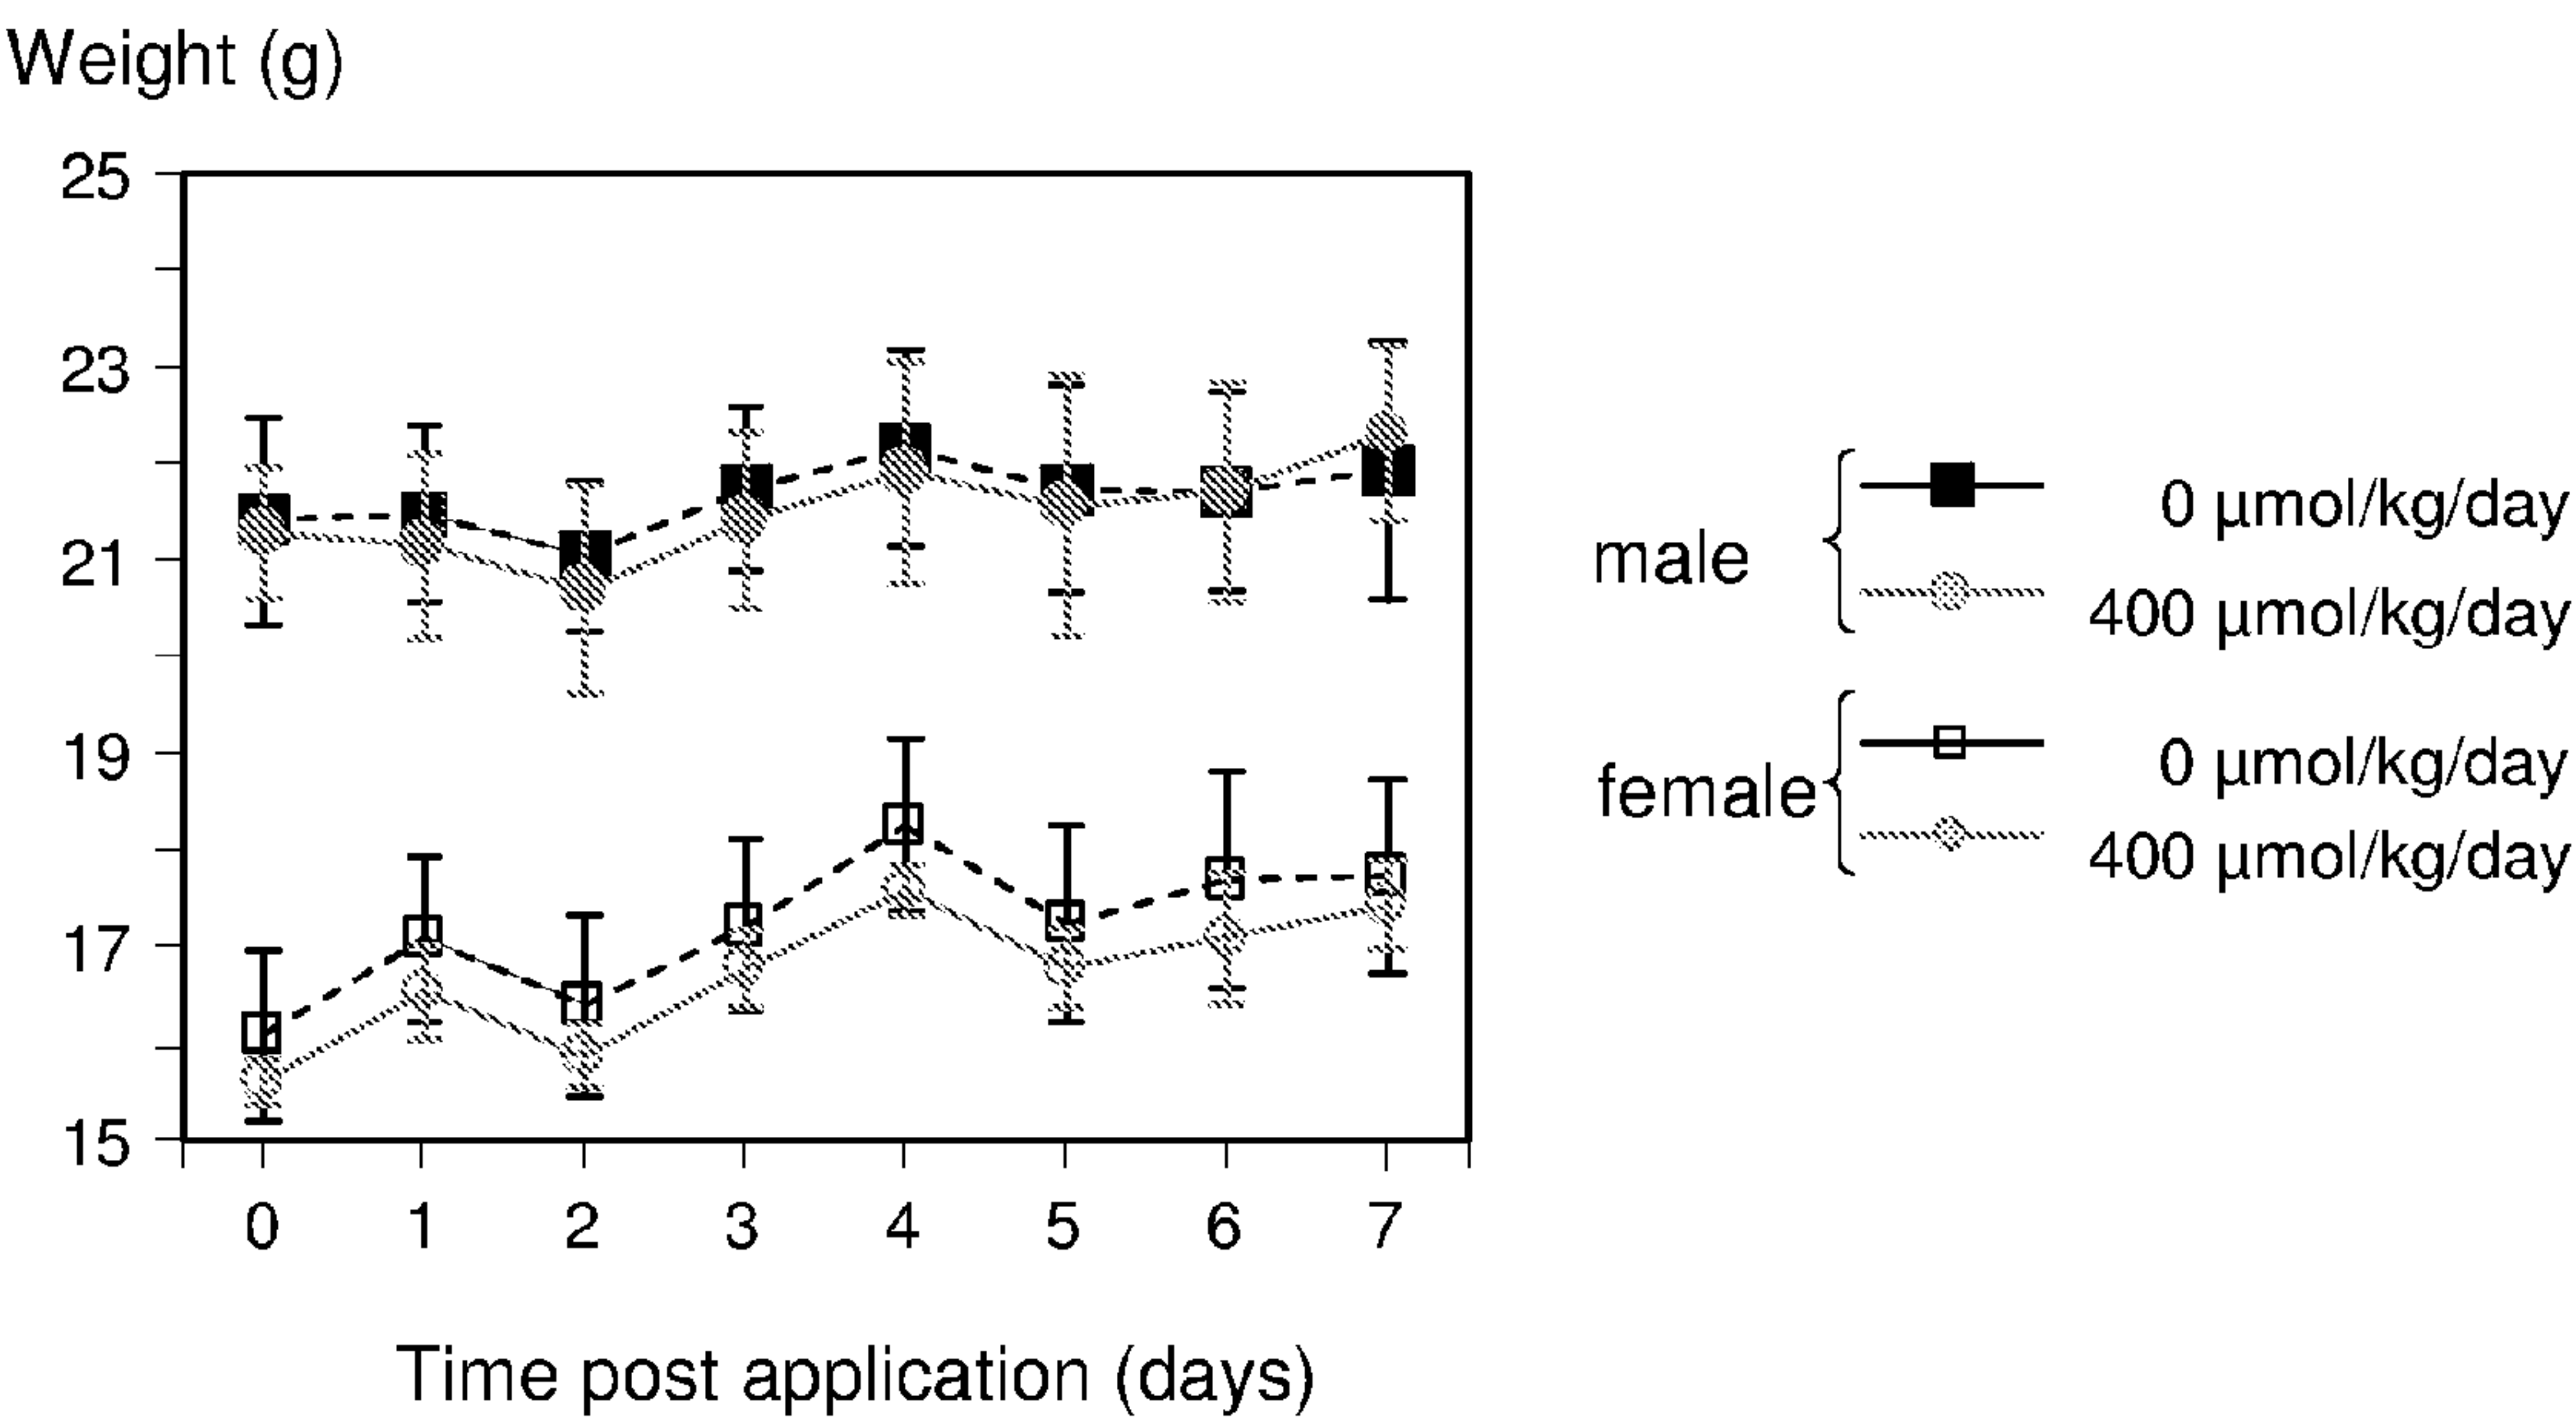 Weight (g)
25
23
21
19
17
15
0 1 2 3 4 5 6 7
Time post application (days)
male
0 µmol/kg/day
400 µmol/kg/day
female
0 µmol/kg/day
400 µmol/kg/day